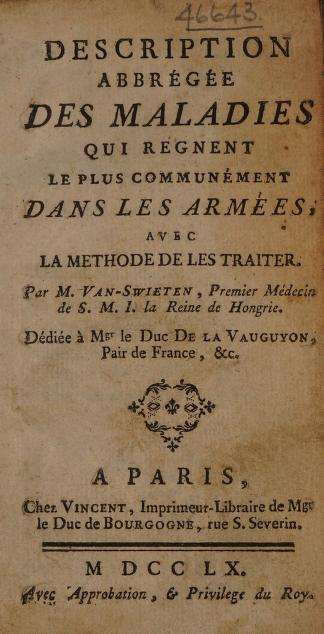 46643.
DESCRIPTION
ABBRÉGÉE
DES MALADIES
QUI REGNENT
LE PLUS COMMUNÉMENT
DANS LES ARMÉES;
AVEC
LA METHODE DE LES TRAITER.
Par M. VAN-SWIETEN, Premier Médecin
de S. M. I. la Reine de Hongrie.
Dédiée à Mgr le Duc DE LA VAUGUYON,
Pair de France, &c.
A PARIS,
Chez VINCENT, Imprimeur-Libraire de Mgr
le Duc de BOURGOGNE, rue S. Severin.
M DCC LX.
Avec Approbation, & Privilege du Roy.